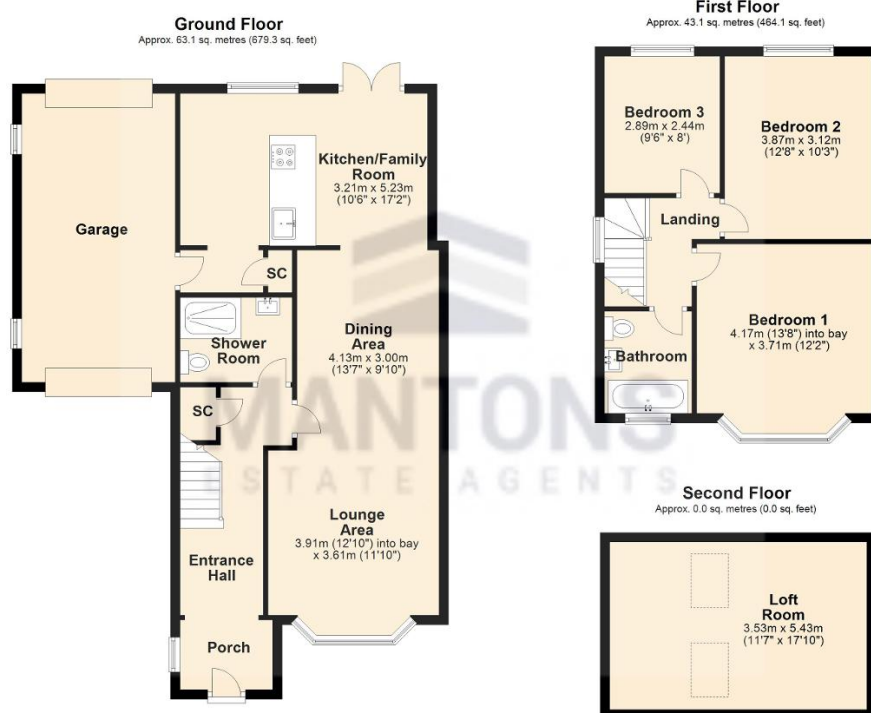 Ground Floor
Approx. 63.1 sq. metres (679.3 sq. feet)
Kitchen/Family
Room
3.21m x 5.23m
(10'6" x 17'2")
Garage
SC
Shower
Room
Dining
Area
4.13m x 3.00m
(13'7" x 9'10")
SC
Lounge
Area
3.91m (12'10") into bay
x 3.61m (11'10")
Entrance
Hall
Porch
First Floor
Approx. 43.1 sq. metres (464.1 sq. feet)
Bedroom 3
2.89m x 2.44m
(9'6" x 8')
Bedroom 2
3.87m x 3.12m
(12'8" x 10'3")
Landing
Bedroom 1
4.17m (13'8") into bay
x 3.71m (12'2")
Bathroom
Second Floor
Approx. 0.0 sq. metres (0.0 sq. feet)
Loft
Room
3.53m x 5.43m
(11'7" x 17'10")
MANTONS
ESTATE AGENTS